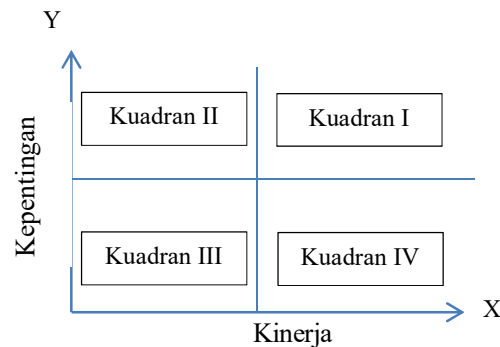 Y
Kuadran II
Kuadran I
Kepentingan
Kuadran III
Kuadran IV
X
Kinerja